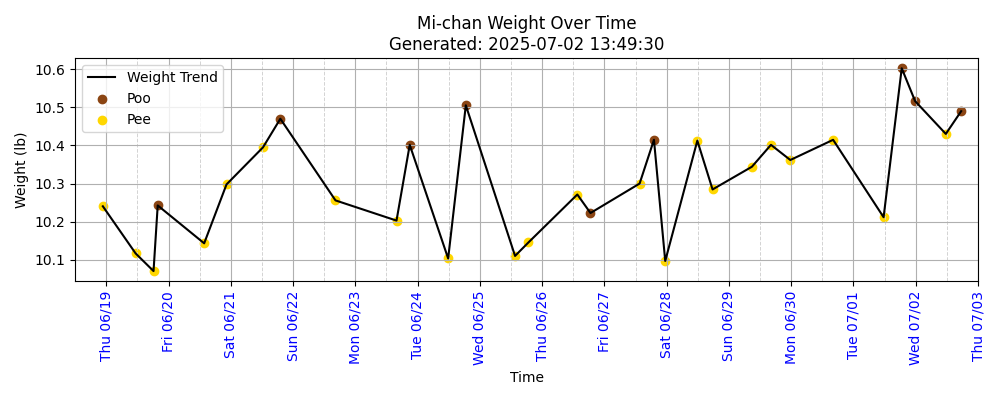 Mi-chan Weight Over Time
Generated: 2025-07-02 13:49:30
Weight Trend
Poo
Pee
Weight (lb)
10.6
10.5
10.4
10.3
10.2
10.1
Thu 06/19
Fri 06/20
Sat 06/21
Sun 06/22
Mon 06/23
Tue 06/24
Wed 06/25
Thu 06/26
Fri 06/27
Sat 06/28
Sun 06/29
Mon 06/30
Tue 07/01
Wed 07/02
Thu 07/03
Time